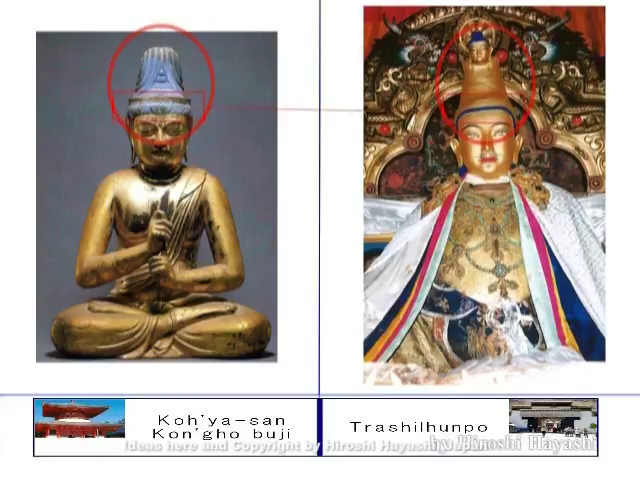 Koh'ya-san
Kon'gho buji
Trashilhunpo
Ideas here and Copyright by Hiroshi Hayashi, Japan
by Hiroshi Hayashi